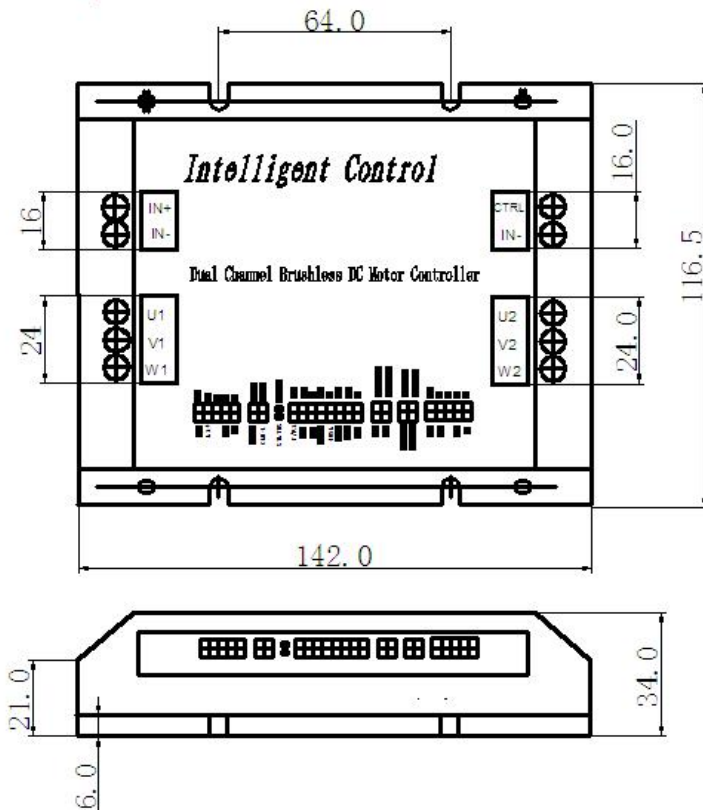 64.0
Intelligent Control
16.0
16
IN+
CTRL
IN-
IN-
116.5
Dual Channel Brushless DC Motor Controller
24
U1
U2
V1
V2
24.0
W1
W2
142.0
21.0
34.0
6.0